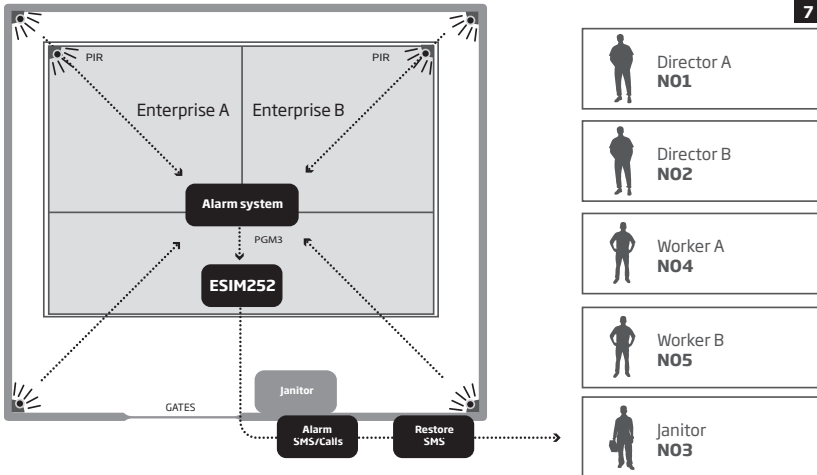 7
PIR
PIR
Enterprise A
Enterprise B
Alarm system
PGM3
ESIM252
Janitor
GATES
Alarm
SMS/Calls
Restore
SMS
Director A
NO1
Director B
NO2
Worker A
NO4
Worker B
NO5
Janitor
NO3